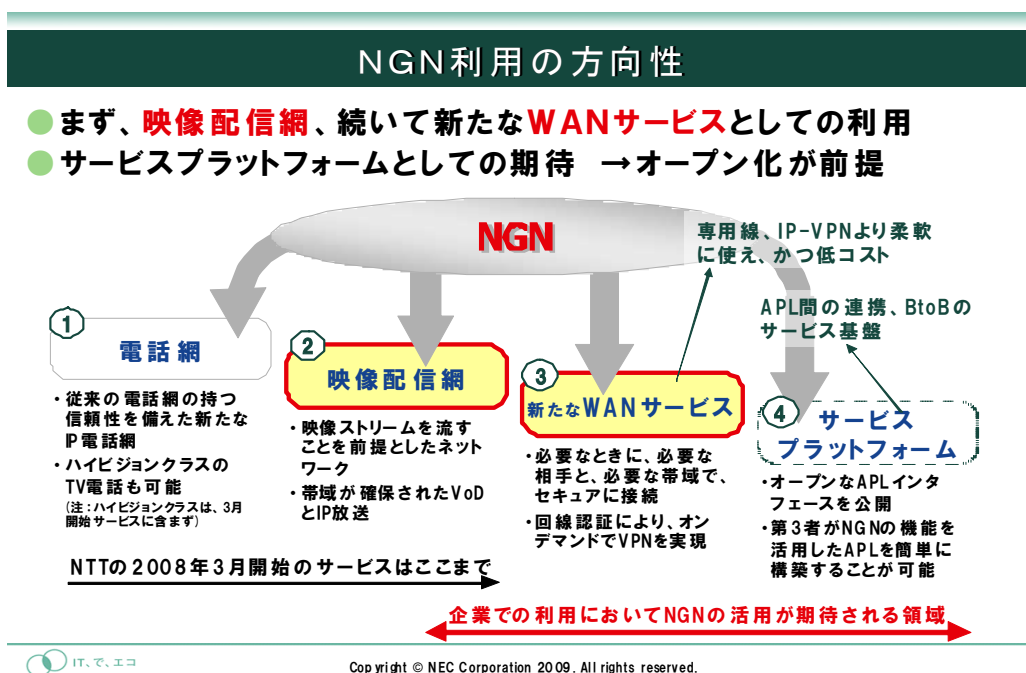 NGN利用の方向性
●まず、映像配信網、続いて新たなWANサービスとしての利用
●サービスプラットフォームとしての期待 →オープン化が前提
NGN
専用線、IP-VPNより柔軟
に使え、かつ低コスト
APL間の連携、BtoBの
サービス基盤
1
電話網
・従来の電話網の持つ
信頼性を備えた新たな
IP電話網
・ハイビジョンクラスの
TV電話も可能
(注:ハイビジョンクラスは、3月
開始サービスに含まず)
2
映像配信網
・映像ストリームを流す
ことを前提としたネット
ワーク
・帯域が確保されたVoD
とIP放送
3
新たなWANサービス
・必要なときに、必要な
相手と、必要な帯域で、
セキュアに接続
・回線認証により、オン
デマンドでVPNを実現
4
サービス
プラットフォーム
・オープンなAPLインタ
フェースを公開
・第3者がNGNの機能を
活用したAPLを簡単に
構築することが可能
NTTの2008年3月開始のサービスはここまで
企業での利用においてNGNの活用が期待される領域
IT、で、エコ
Copyright © NEC Corporation 2009. All rights reserved.